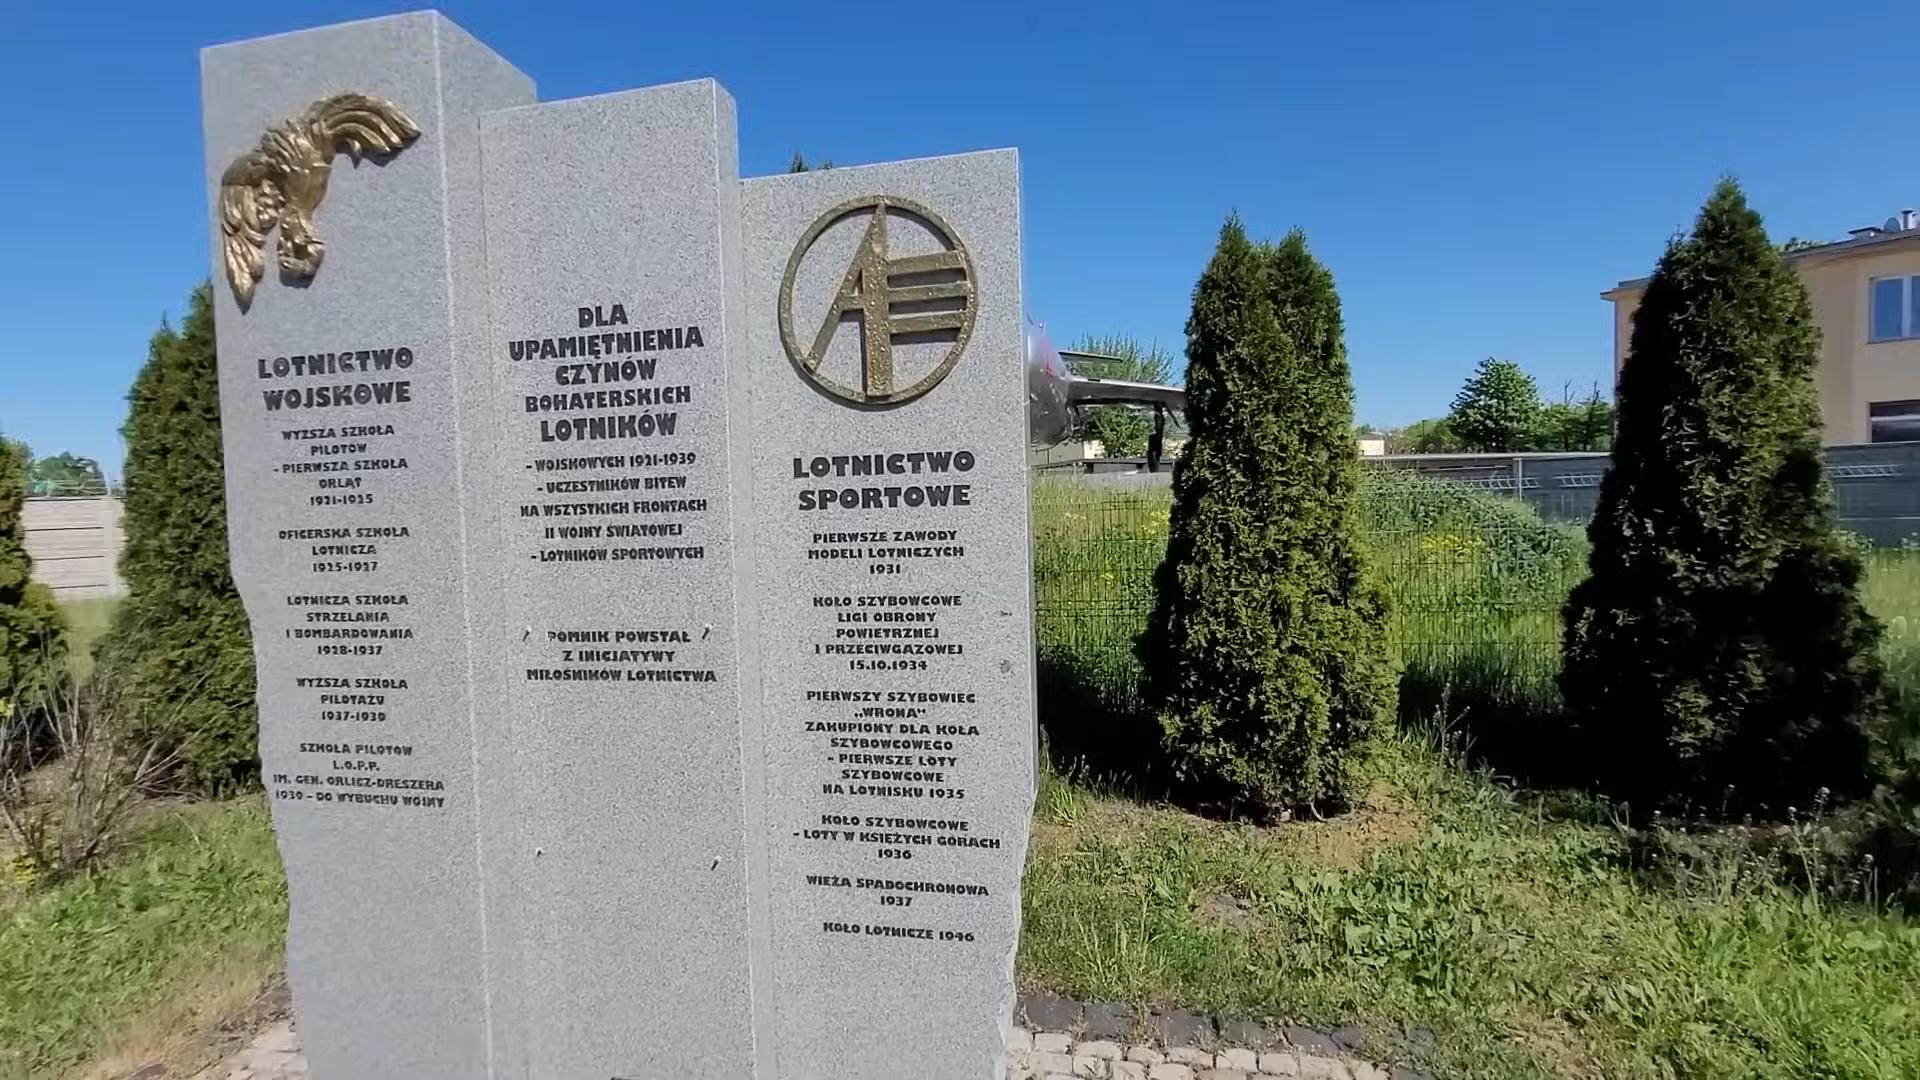 LOTNICTWO
WOJSKOWE
WYŻSZA SZKOŁA
PILOTÓW
- PIERWSZA SZKOŁA
ORLĄT
1921-1925
OFICERSKA SZKOŁA
LOTNICZA
1925-1927
LOTNICZA SZKOŁA
STRZELANIA
I BOMBARDOWANIA
1928-1937
WYŻSZA SZKOŁA
PILOTAŻU
1937-1939
SZKOŁA PILOTÓW
L.O.P.P.
IM. GEN. ORLICZ-DRESZERA
1939 - DO WYBUCHU WOJNY
DLA
UPAMIĘTNIENIA
CZYNÓW
BOHATERSKICH
LOTNIKÓW
- WOJSKOWYCH 1921-1939
- UCZESTNIKÓW BITEW
NA WSZYSTKICH FRONTACH
II WOJNY ŚWIATOWEJ
- LOTNIKÓW SPORTOWYCH
POMNIK POWSTAŁ
Z INICJATYWY
MIŁOŚNIKÓW LOTNICTWA
LOTNICTWO
SPORTOWE
PIERWSZE ZAWODY
MODELI LOTNICZYCH
1931
KOŁO SZYBOWCOWE
LIGI OBRONY
POWIETRZNEJ
I PRZECIWGAZOWEJ
15.10.1934
PIERWSZY SZYBOWIEC
„WRONA"
ZAKUPIONY DLA KOŁA
SZYBOWCOWEGO
- PIERWSZE LOTY
SZYBOWCOWE
NA LOTNISKU 1935
KOŁO SZYBOWCOWE
- LOTY W KSIĘŻYCH GÓRACH
1936
WIEŻA SPADOCHRONOWA
1937
KOŁO LOTNICZE 1946